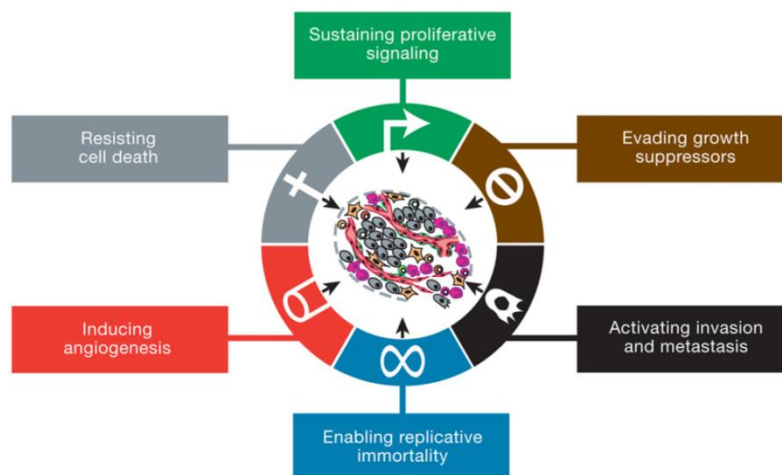 Sustaining proliferative
signaling
Resisting
cell death
Evading growth
suppressors
Inducing
angiogenesis
Activating invasion
and metastasis
Enabling replicative
immortality